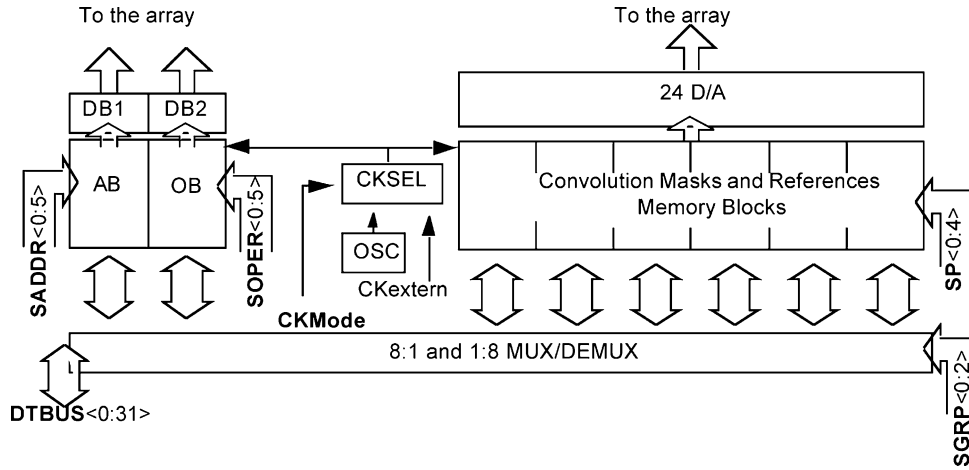 To the array
To the array
DB1
DB2
24 D/A
AB
OB
CKSEL
Convolution Masks and References
Memory Blocks
SADDR<0:5>
SOPER<0:5>
SP<0:4>
OSC
CKextern
CKMode
8:1 and 1:8 MUX/DEMUX
DTBUS<0:31>
SGRP<0:2>